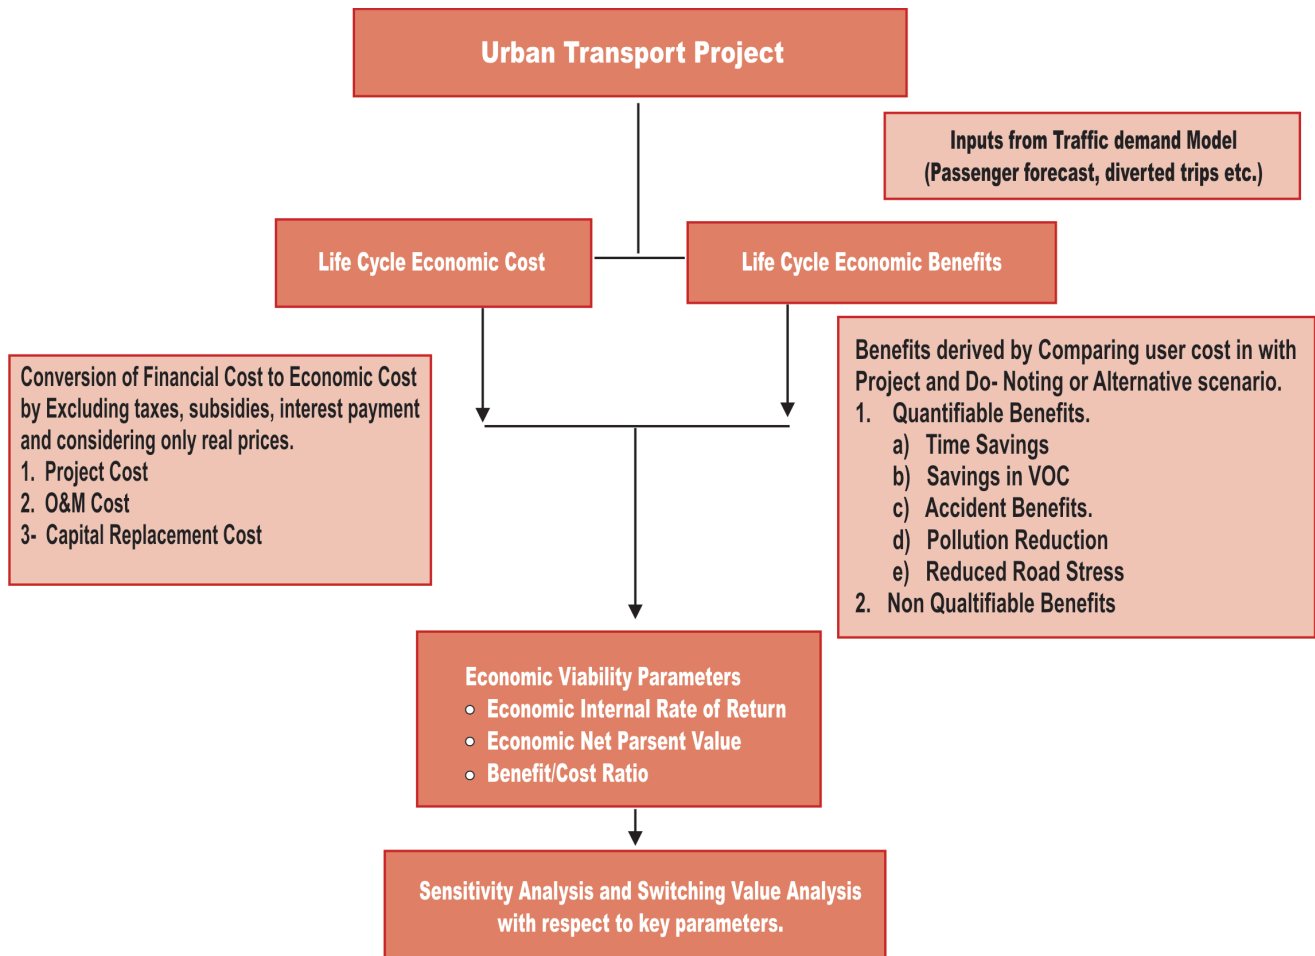 Urban Transport Project
Inputs from Traffic demand Model
(Passenger forecast, diverted trips etc.)
Life Cycle Economic Cost
Life Cycle Economic Benefits
Conversion of Financial Cost to Economic Cost
by Excluding taxes, subsidies, interest payment
and considering only real prices.
1. Project Cost
2. O&M Cost
3- Capital Replacement Cost
Benefits derived by Comparing user cost in with
Project and Do- Noting or Alternative scenario.
1. Quantifiable Benefits.
a) Time Savings
b) Savings in VOC
c) Accident Benefits.
d) Pollution Reduction
e) Reduced Road Stress
2. Non Qualtifiable Benefits
Economic Viability Parameters
Economic Internal Rate of Return
Economic Net Parsent Value
Benefit/Cost Ratio
Sensitivity Analysis and Switching Value Analysis
with respect to key parameters.